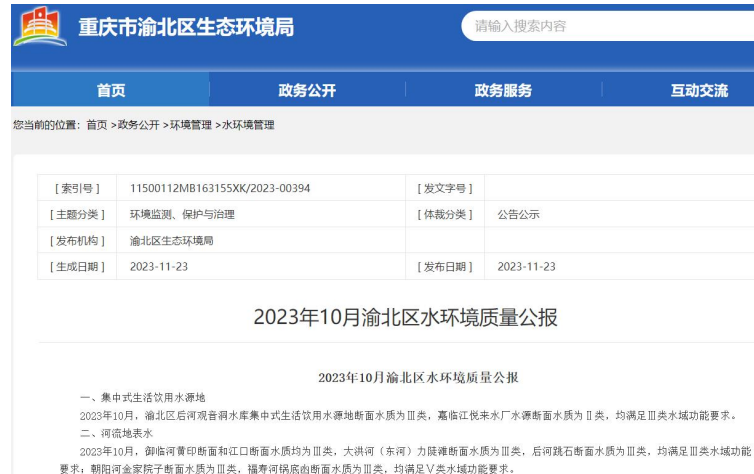 重庆市渝北区生态环境局
请输入搜索内容
首页 政务公开 政务服务 互动交流
您当前的位置：首页 >政务公开 >环境管理 >水环境管理
[ 索引号 ] 11500112MB163155XK/2023-00394 [ 发文字号 ]
[ 主题分类 ] 环境监测、保护与治理 [ 体裁分类 ] 公告公示
[ 发布机构 ] 渝北区生态环境局
[ 生成日期 ] 2023-11-23 [ 发布日期 ] 2023-11-23
2023年10月渝北区水环境质量公报
2023年10月渝北区水环境质量公报
一、集中式生活饮用水源地
2023年10月，渝北区后河观音洞水库集中式生活饮用水源地断面水质为Ⅲ类，嘉临江悦来水厂水源断面水质为Ⅱ类，均满足Ⅲ类水域功能要求。
二、河流地表水
2023年10月，御临河黄印断面和江口断面水质均为Ⅲ类，大洪河（东河）力陡滩断面水质为Ⅲ类，后河跳石断面水质为Ⅲ类，均满足Ⅲ类水域功能
要求；朝阳河金家院子断面水质为Ⅲ类，福寿河锅底凼断面水质为Ⅲ类，均满足Ⅴ类水域功能要求。